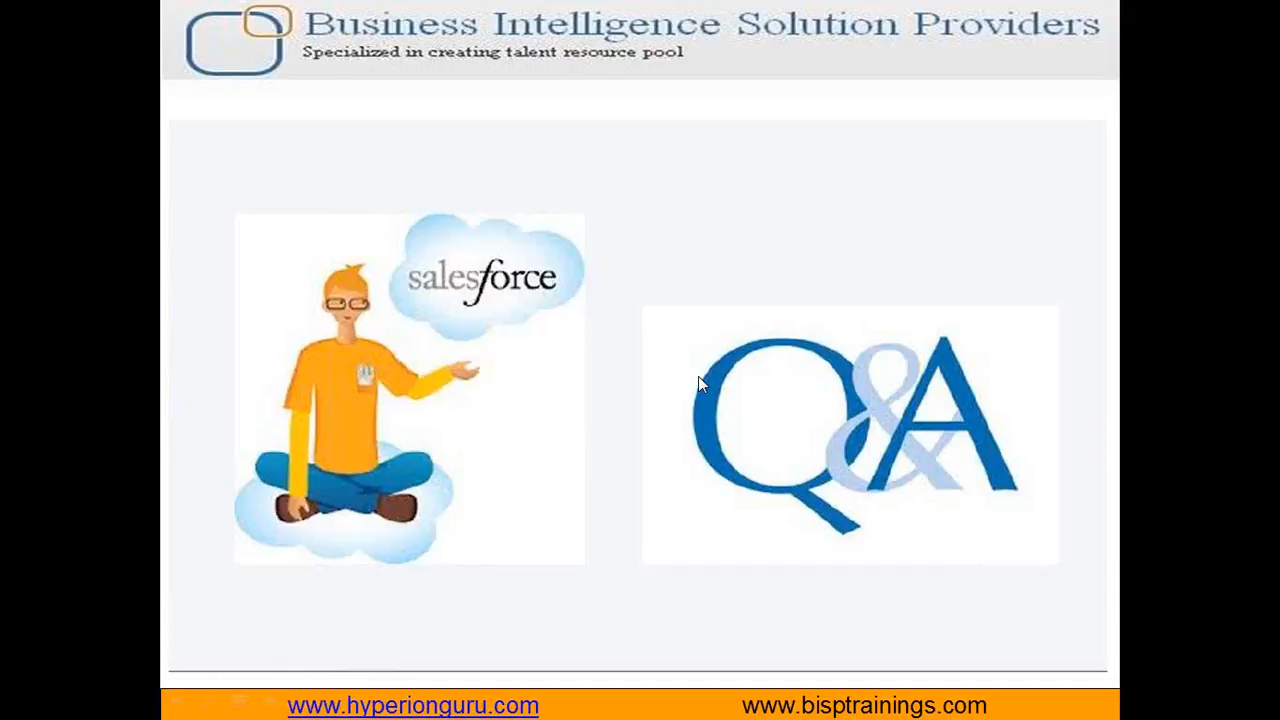 Business Intelligence Solution Providers
Specialized in creating talent resource pool
salesforce
Q&A
www.hyperionguru.com
www.bisptrainings.com